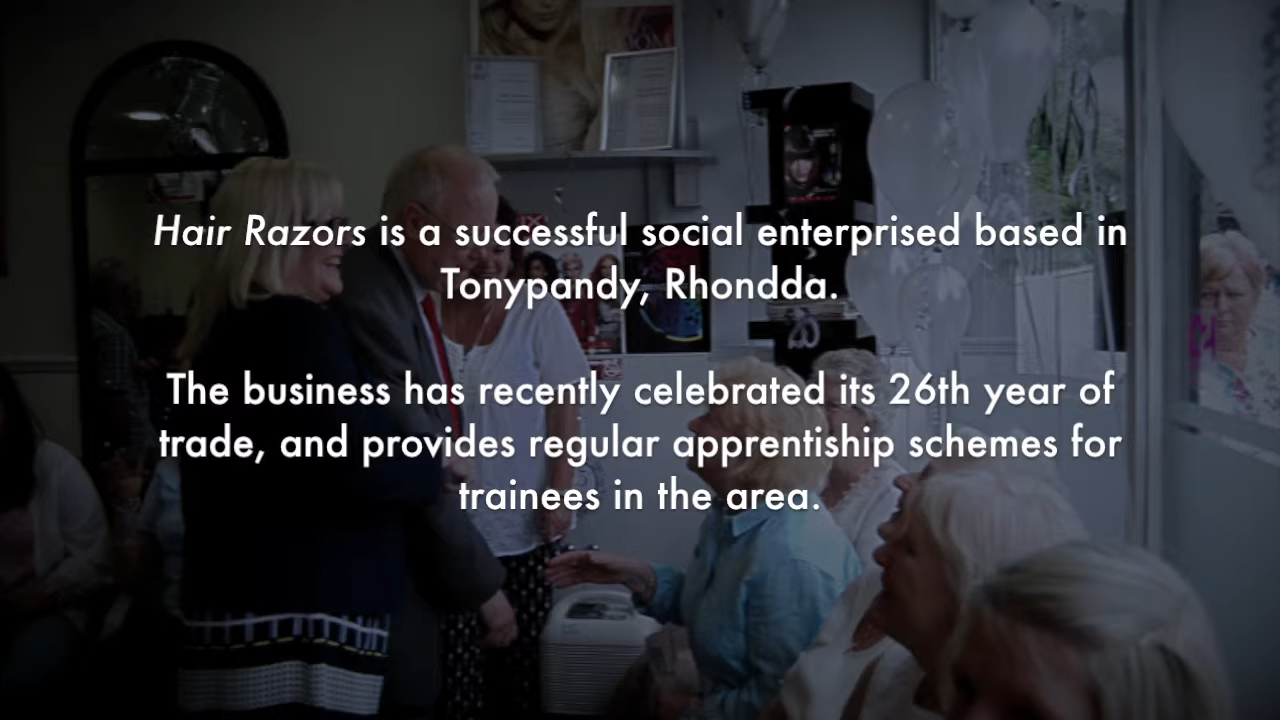 Hair Razors is a successful social enterprised based in
Tonypandy, Rhondda.
The business has recently celebrated its 26th year of
trade, and provides regular apprentiship schemes for
trainees in the area.